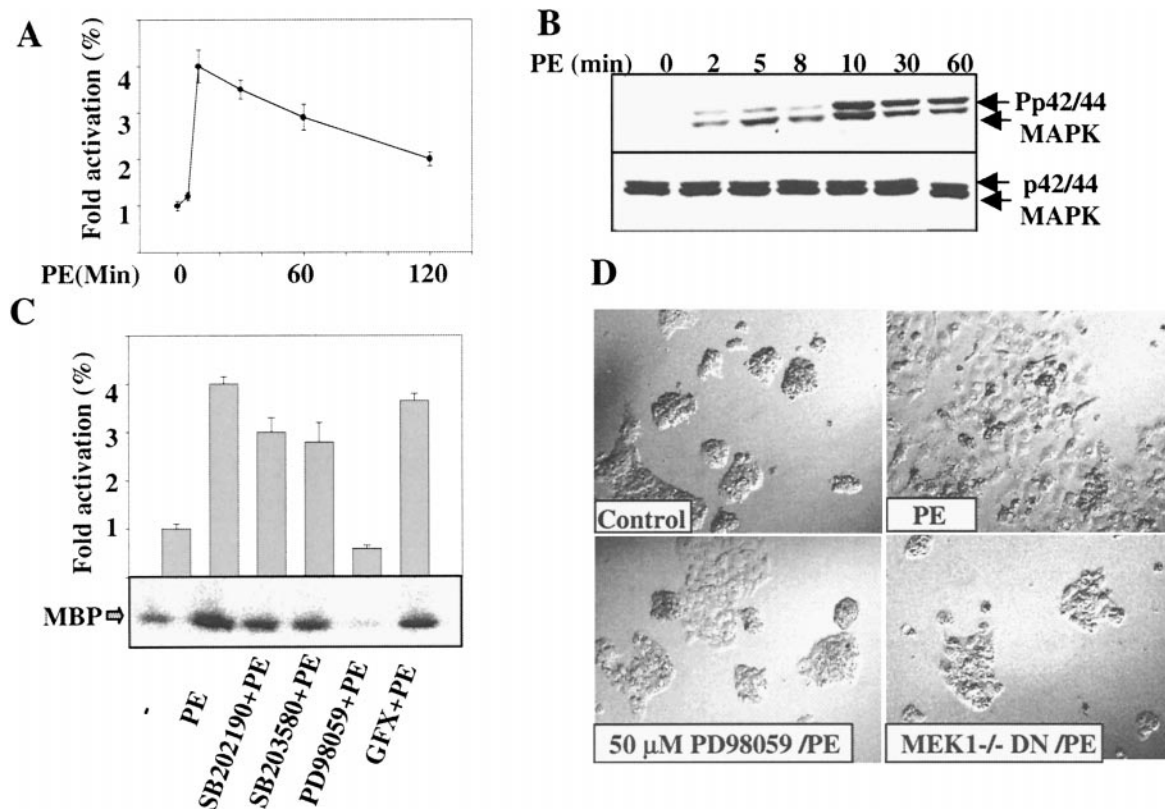 A
Fold activation (%)
4
3
2
1
PE(Min) 0 60 120
B
PE (min) 0 2 5 8 10 30 60
Pp42/44
MAPK
p42/44
MAPK
C
Fold activation (%)
4
3
2
1
MBP
-
PE
SB202190+PE
SB203580+PE
PD98059+PE
GFX+PE
D
Control
PE
50 µM PD98059 /PE
MEK1-/- DN /PE